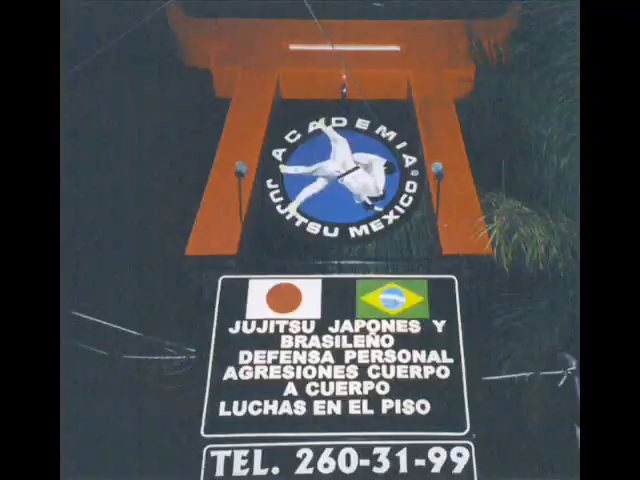 ACADEMIA®
JUJITSU MEXICO
JUJITSU JAPONES Y
BRASILEÑO
DEFENSA PERSONAL
AGRESIONES CUERPO
A CUERPO
LUCHAS EN EL PISO
TEL. 260-31-99